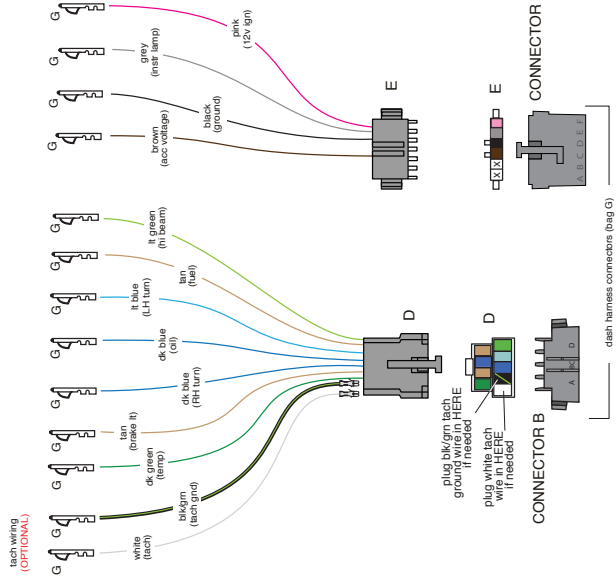 tach wiring
(OPTIONAL)
G
G
G
G
G
G
G
G
G
G
G
G
G
white
(tach)
blk/grn
(tach gnd)
dk green
(temp)
tan
(brake lt)
dk blue
(RH turn)
dk blue
(oil)
lt blue
(LH turn)
tan
(fuel)
lt green
(hi beam)
brown
(acc voltage)
black
(ground)
grey
(instr lamp)
pink
(12v ign)
D
E
plug blk/grn tach
ground wire in HERE
if needed
plug white tach
wire in HERE
if needed
D
X X
E
CONNECTOR B
A B C D
CONNECTOR
A B C D E F
dash harness connectors (bag G)